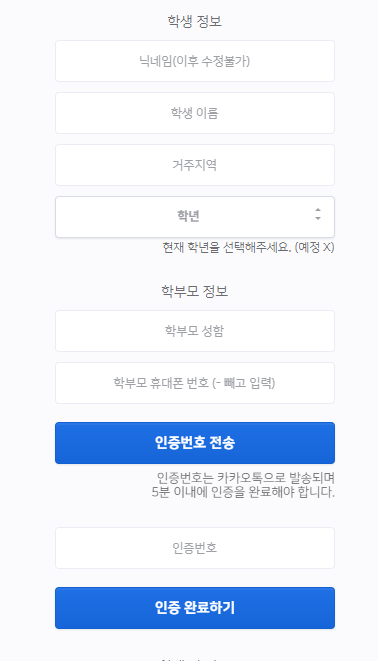 학생 정보
닉네임(이후 수정불가)
학생 이름
거주지역
학년
현재 학년을 선택해주세요. (예정 X)
학부모 정보
학부모 성함
학부모 휴대폰 번호 (- 빼고 입력)
인증번호 전송
인증번호는 카카오톡으로 발송되며
5분 이내에 인증을 완료해야 합니다.
인증번호
인증 완료하기